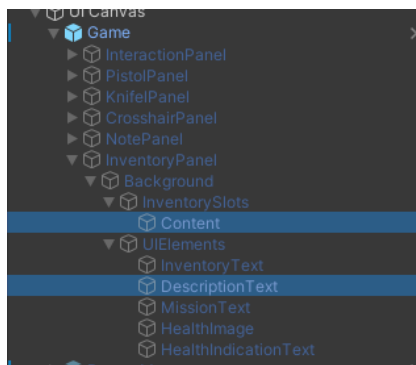 UI Canvas
Game
InteractionPanel
PistolPanel
KnifelPanel
CrosshairPanel
NotePanel
InventoryPanel
Background
InventorySlots
Content
UIElements
InventoryText
DescriptionText
MissionText
HealthImage
HealthIndicationText